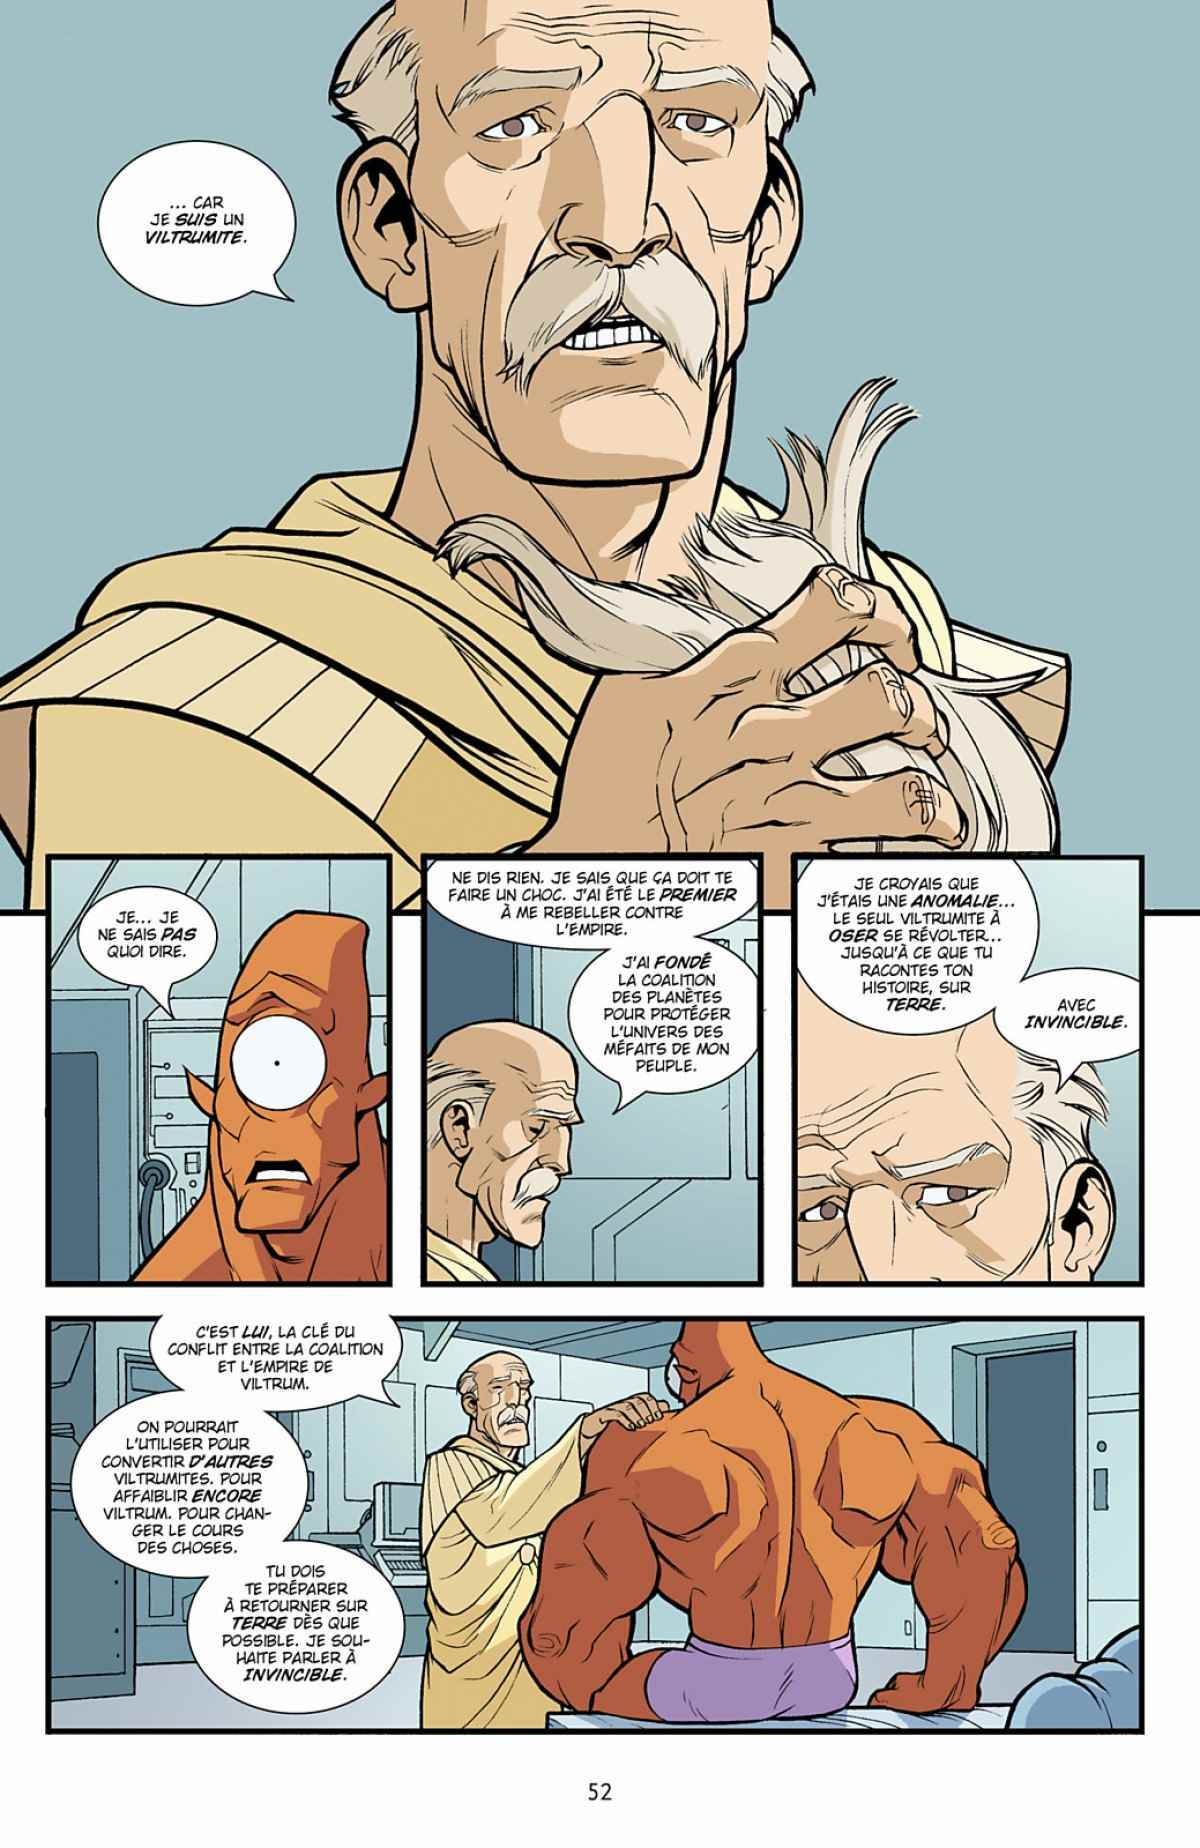 ... CAR
JE SUIS UN
VILTRUMITE.
JE... JE
NE SAIS PAS
QUOI DIRE.
NE DIS RIEN. JE SAIS QUE ÇA DOIT TE
FAIRE UN CHOC. J'AI ÉTÉ LE PREMIER
À ME REBELLER CONTRE
L'EMPIRE.
J'AI FONDÉ
LA COALITION
DES PLANÈTES
POUR PROTÉGER
L'UNIVERS DES
MÉFAITS DE MON
PEUPLE.
JE CROYAIS QUE
J'ÉTAIS UNE ANOMALIE...
LE SEUL VILTRUMITE À
OSER SE RÉVOLTER...
JUSQU'À CE QUE TU
RACONTES TON
HISTOIRE, SUR
TERRE.
AVEC
INVINCIBLE.
C'EST LUI, LA CLÉ DU
CONFLIT ENTRE LA COALITION
ET L'EMPIRE DE
VILTRUM.
ON POURRAIT
L'UTILISER POUR
CONVERTIR D'AUTRES
VILTRUMITES. POUR
AFFAIBLIR ENCORE
VILTRUM. POUR CHAN-
GER LE COURS
DES CHOSES.
TU DOIS
TE PRÉPARER
À RETOURNER SUR
TERRE DÈS QUE
POSSIBLE. JE SOU-
HAITE PARLER À
INVINCIBLE.
52